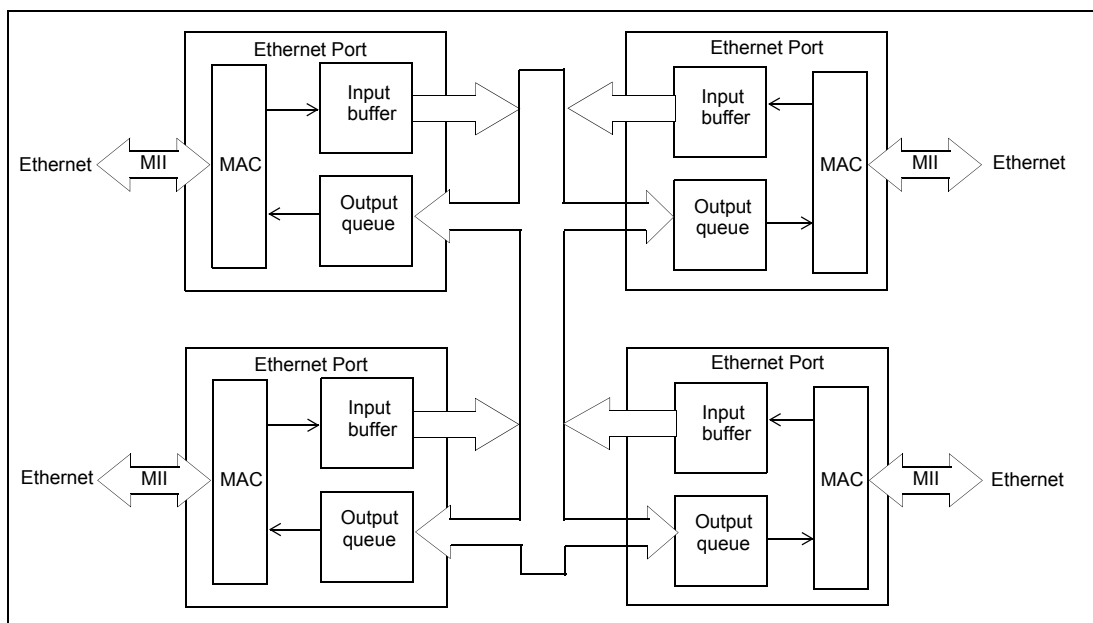 Ethernet Port
Input
buffer
Output
queue
MAC
MII
Ethernet
Ethernet Port
Input
buffer
Output
queue
MAC
MII
Ethernet
Ethernet Port
Input
buffer
Output
queue
MAC
MII
Ethernet
Ethernet Port
Input
buffer
Output
queue
MAC
MII
Ethernet